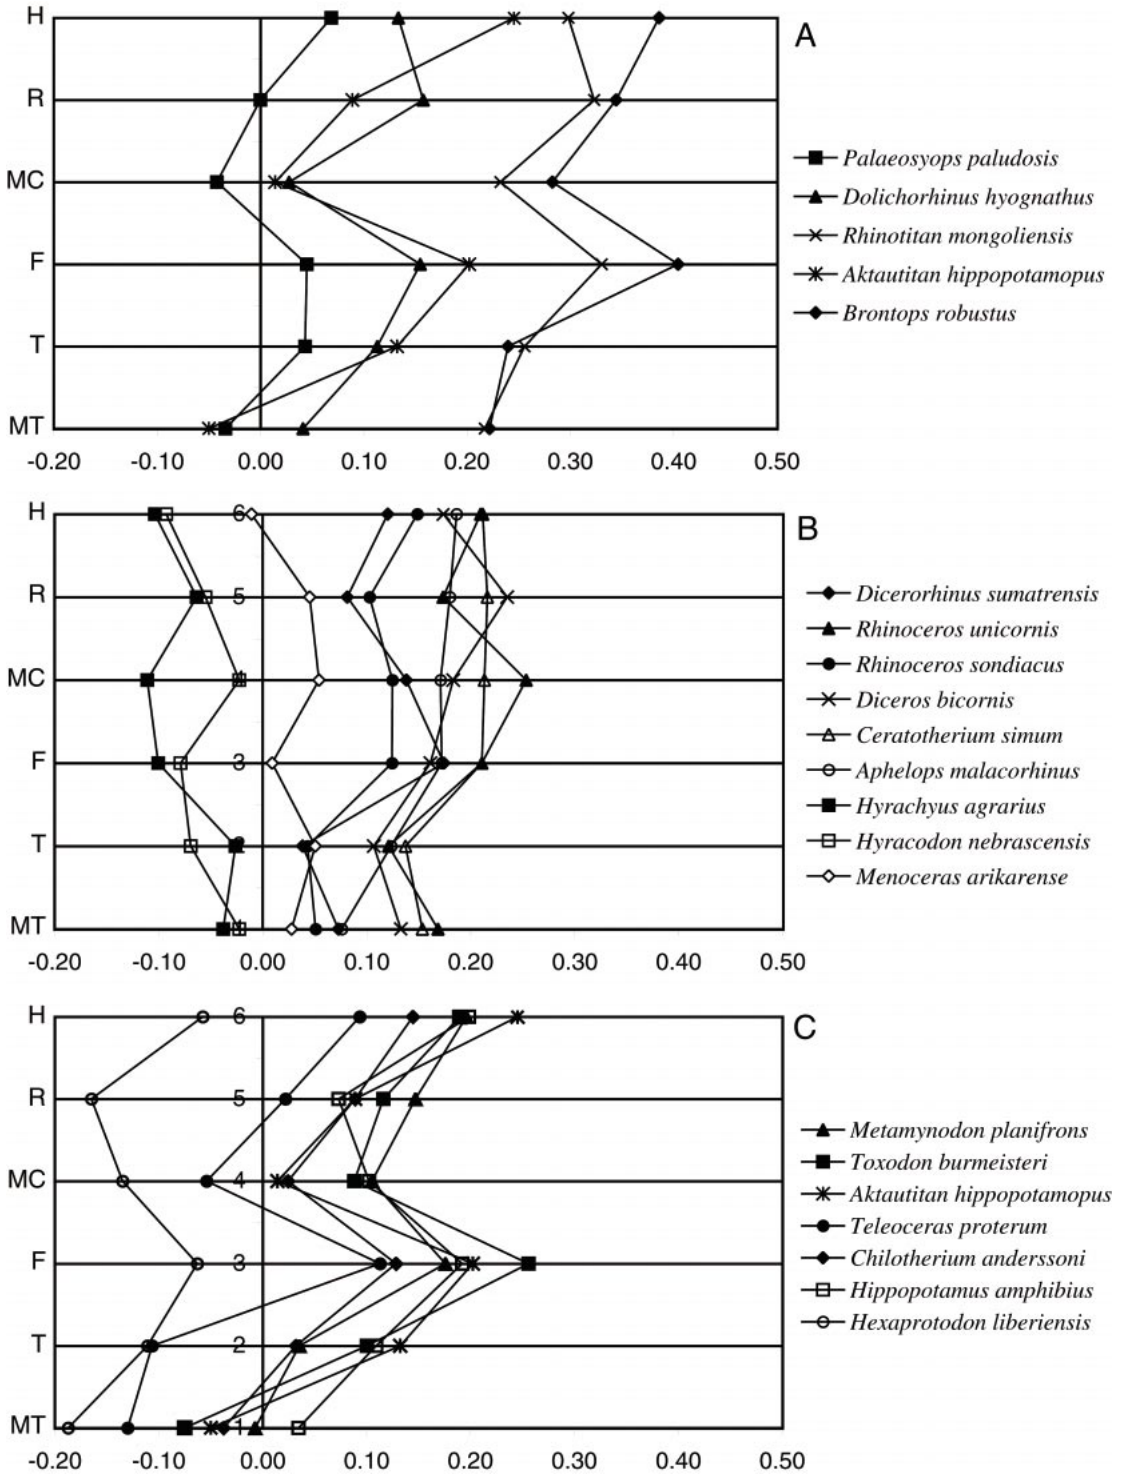 H
A
R
MC
F
T
MT
Palaeosyops paludosis
Dolichorhinus hyognathus
Rhinotitan mongoliensis
Aktautitan hippopotamopus
Brontops robustus
-0.20 -0.10 0.00 0.10 0.20 0.30 0.40 0.50
H 6
B
R 5
MC 4
F 3
T 2
MT
Dicerorhinus sumatrensis
Rhinoceros unicornis
Rhinoceros sondiacus
Diceros bicornis
Ceratotherium simum
Aphelops malacorhinus
Hyrachyus agrarius
Hyracodon nebrascensis
Menoceras arikarense
-0.20 -0.10 0.00 0.10 0.20 0.30 0.40 0.50
H 6
C
R 5
MC 4
F 3
T 2
MT 1
Metamynodon planifrons
Toxodon burmeisteri
Aktautitan hippopotamopus
Teleoceras proterum
Chilotherium anderssoni
Hippopotamus amphibius
Hexaprotodon liberiensis
-0.20 -0.10 0.00 0.10 0.20 0.30 0.40 0.50